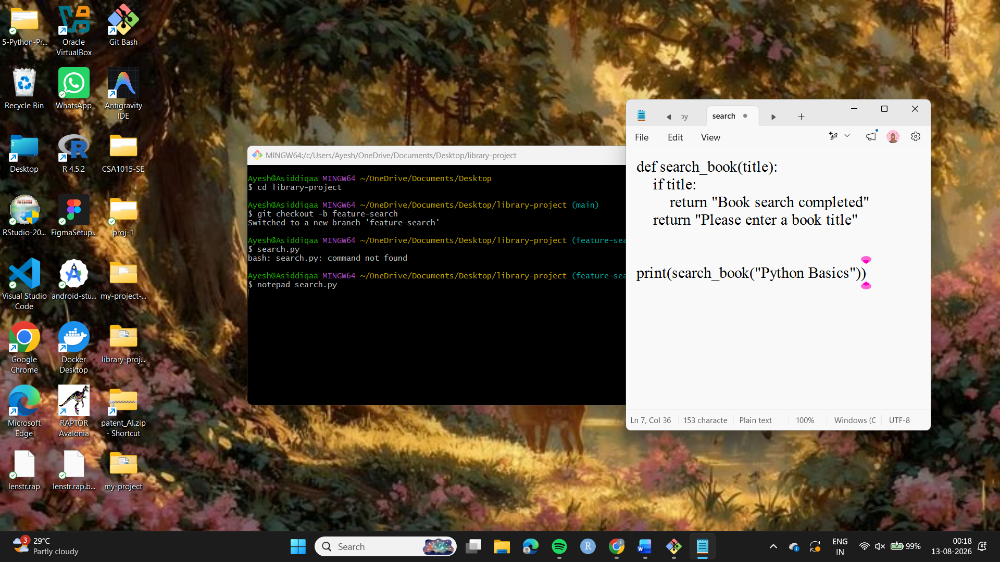 5-Python-Pr...
Oracle VirtualBox
Git Bash
Recycle Bin
WhatsApp
Antigravity IDE
Desktop
R 4.5.2
CSA1015-SE
RStudio-20...
FigmaSetup...
proj-1
Visual Studio Code
android-stu...
my-project-...
Google Chrome
Docker Desktop
library-proj...
Microsoft Edge
RAPTOR Avalonia
patent_AI.zip - Shortcut
lenstr.rap
lenstr.rap.b...
my-project
MINGW64:/c/Users/Ayesh/OneDrive/Documents/Desktop/library-project
Ayesh@Asiddiqaa MINGW64 ~/OneDrive/Documents/Desktop
$ cd library-project
Ayesh@Asiddiqaa MINGW64 ~/OneDrive/Documents/Desktop/library-project (main)
$ git checkout -b feature-search
Switched to a new branch 'feature-search'
Ayesh@Asiddiqaa MINGW64 ~/OneDrive/Documents/Desktop/library-project (feature-sea
$ search.py
bash: search.py: command not found
Ayesh@Asiddiqaa MINGW64 ~/OneDrive/Documents/Desktop/library-project (feature-sea
$ notepad search.py
search
File Edit View
def search_book(title):
    if title:
        return "Book search completed"
    return "Please enter a book title"
print(search_book("Python Basics"))
Ln 7, Col 36 153 characte Plain text 100% Windows (C UTF-8
3
29°C
Partly cloudy
Search
ENG
IN
99%
00:18
13-08-2026